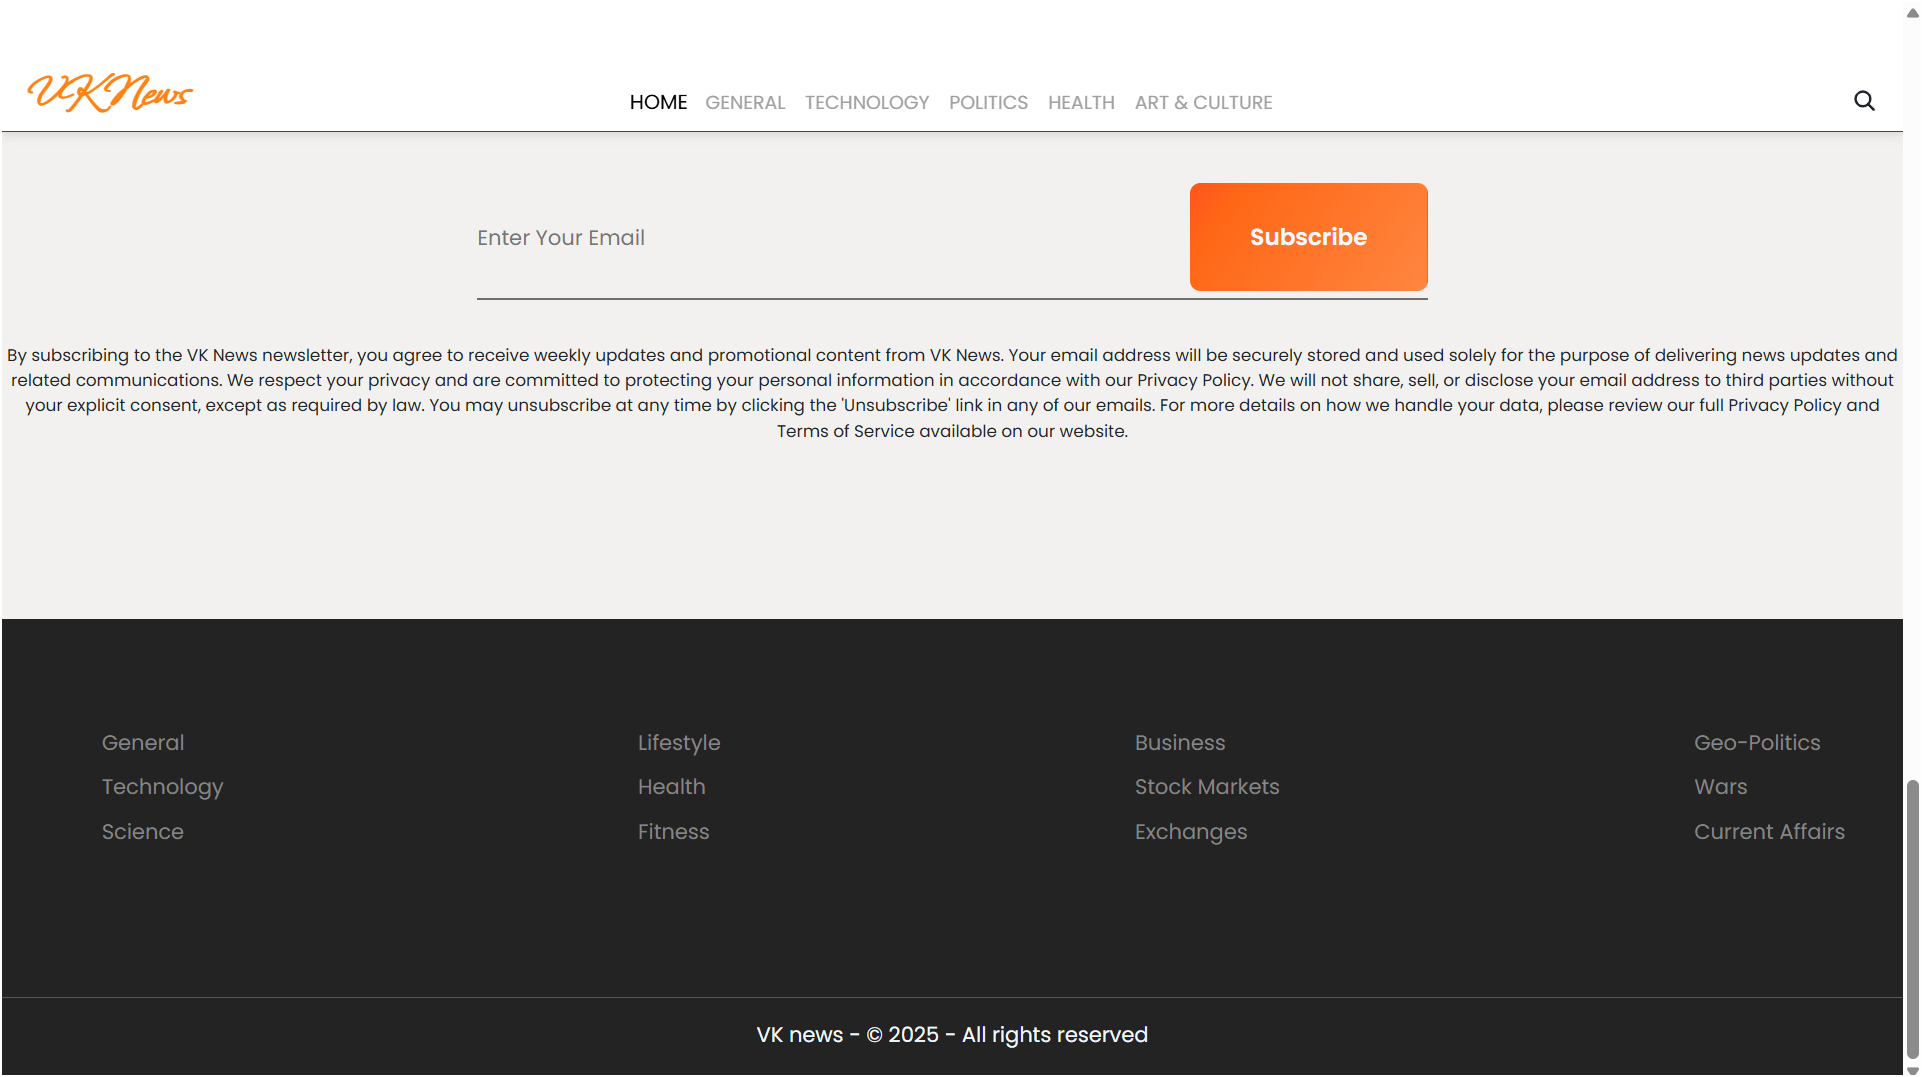 VK News
HOME GENERAL TECHNOLOGY POLITICS HEALTH ART & CULTURE
Enter Your Email
Subscribe
By subscribing to the VK News newsletter, you agree to receive weekly updates and promotional content from VK News. Your email address will be securely stored and used solely for the purpose of delivering news updates and
related communications. We respect your privacy and are committed to protecting your personal information in accordance with our Privacy Policy. We will not share, sell, or disclose your email address to third parties without
your explicit consent, except as required by law. You may unsubscribe at any time by clicking the 'Unsubscribe' link in any of our emails. For more details on how we handle your data, please review our full Privacy Policy and
Terms of Service available on our website.
General
Technology
Science
Lifestyle
Health
Fitness
Business
Stock Markets
Exchanges
Geo-Politics
Wars
Current Affairs
VK news - © 2025 - All rights reserved